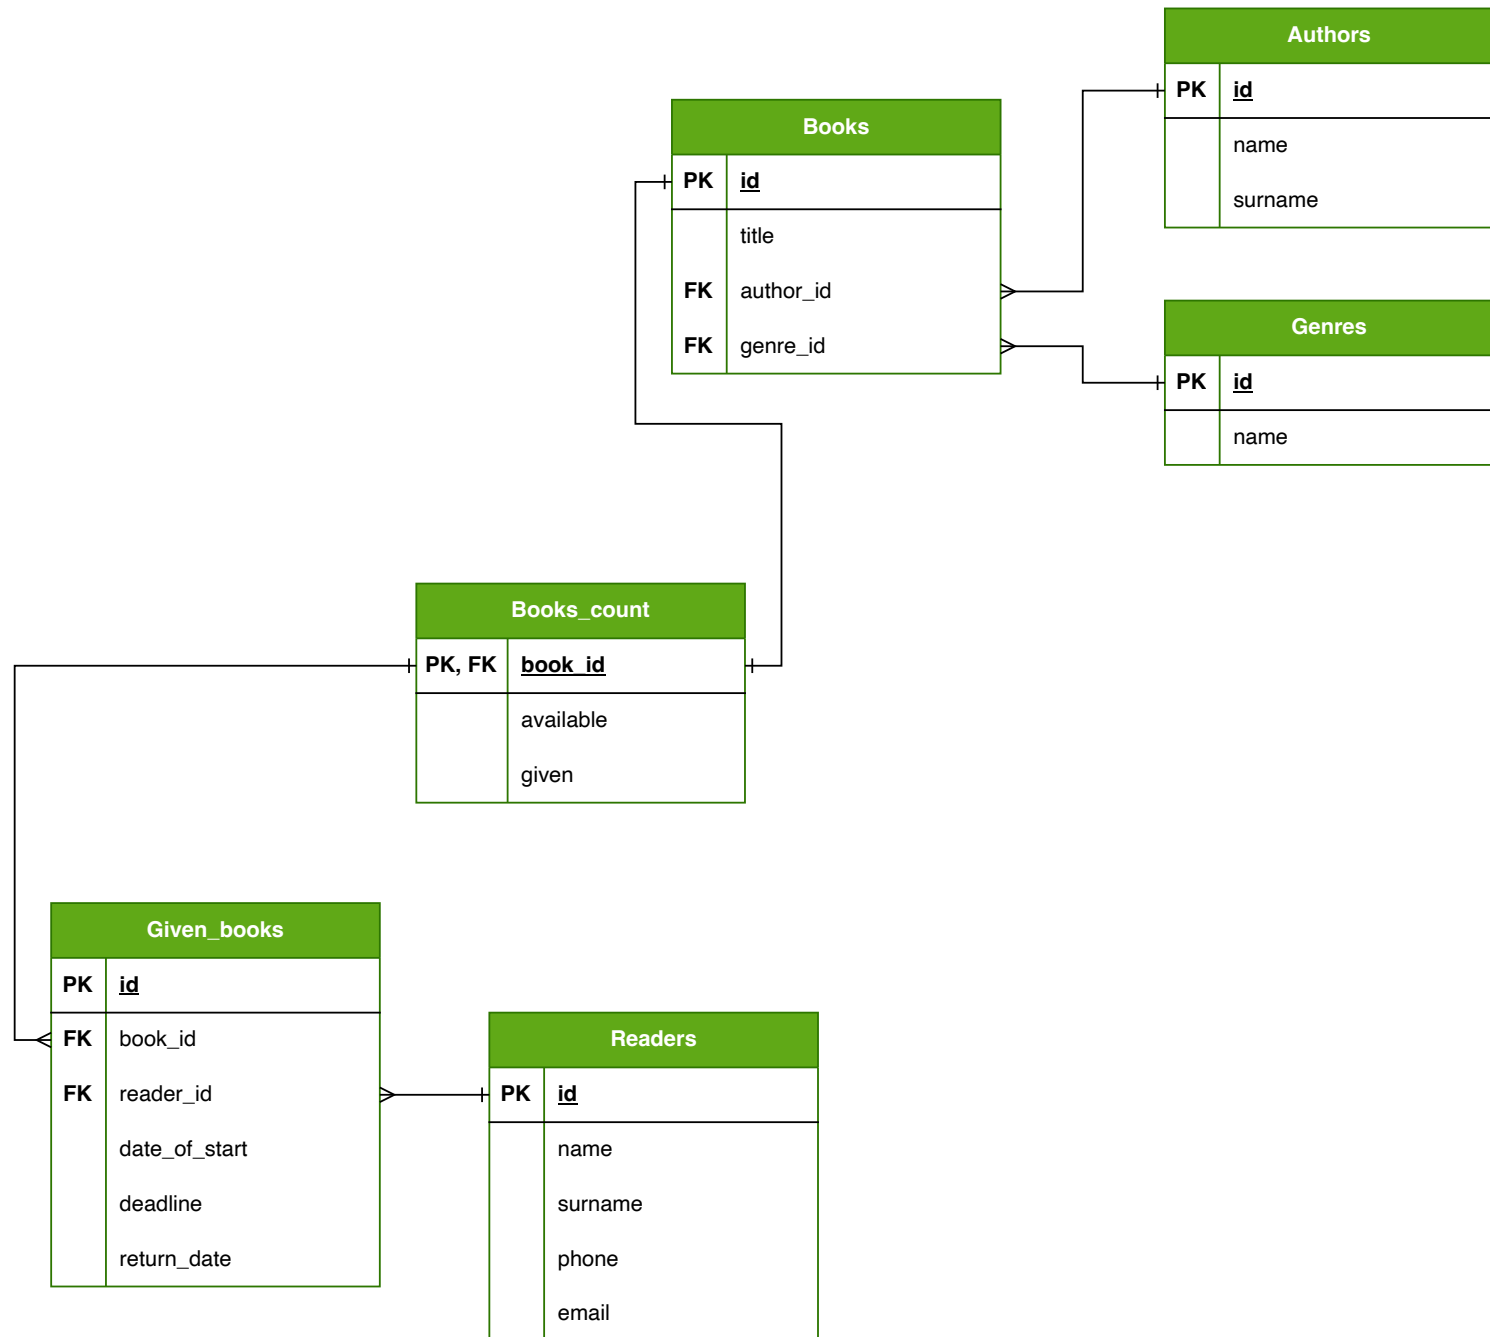 Authors
PK id
name
surname
Books
PK id
title
FK author_id
FK genre_id
Genres
PK id
name
Books_count
PK, FK book_id
available
given
Given_books
PK id
FK book_id
FK reader_id
date_of_start
deadline
return_date
Readers
PK id
name
surname
phone
email